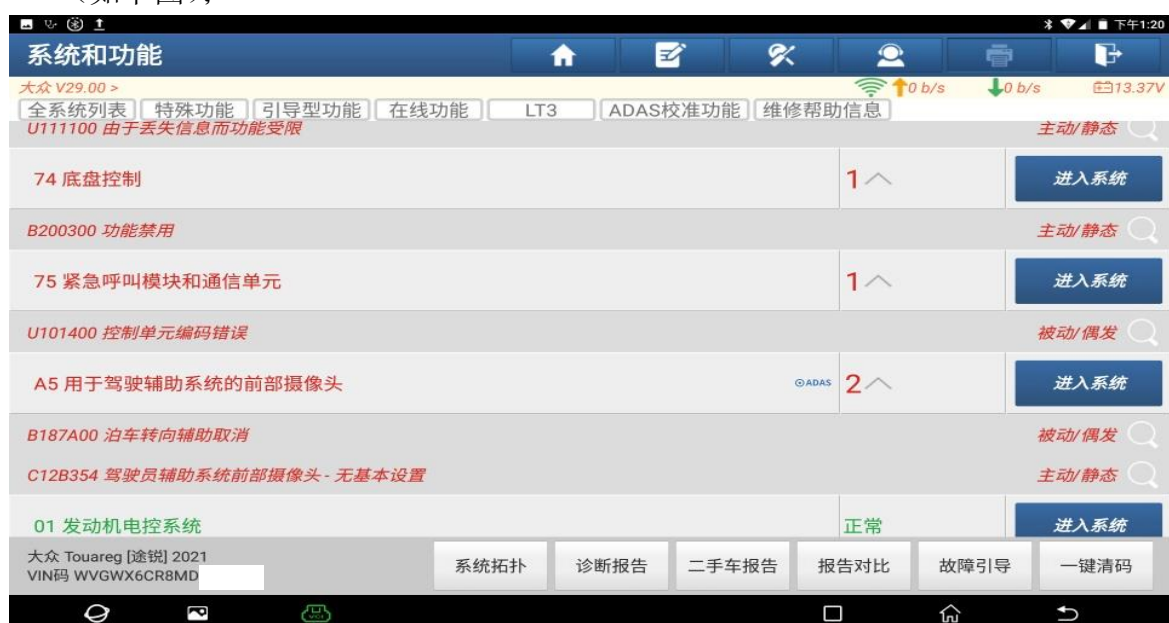 （如下图）；
下午1:20
系统和功能
大众 V29.00 >
0 b/s 0 b/s 13.37V
全系统列表 特殊功能 引导型功能 在线功能 LT3 ADAS校准功能 维修帮助信息
U111100 由于丢失信息而功能受限 主动/静态
74 底盘控制 1 进入系统
B200300 功能禁用 主动/静态
75 紧急呼叫模块和通信单元 1 进入系统
U101400 控制单元编码错误 被动/偶发
A5 用于驾驶辅助系统的前部摄像头 ADAS 2 进入系统
B187A00 泊车转向辅助取消 被动/偶发
C12B354 驾驶员辅助系统前部摄像头 - 无基本设置 主动/静态
01 发动机电控系统 正常 进入系统
大众 Touareg [途锐] 2021
VIN码 WVGWX6CR8MD
系统拓扑 诊断报告 二手车报告 报告对比 故障引导 一键清码